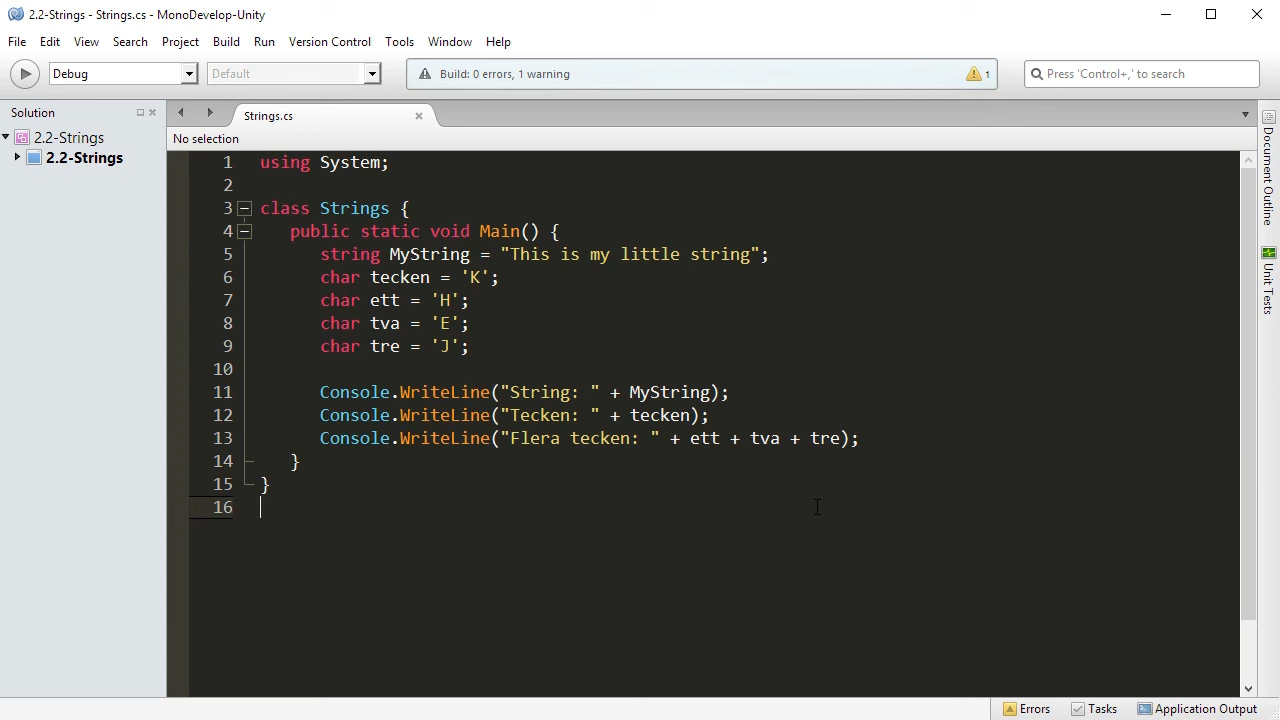 2.2-Strings - Strings.cs - MonoDevelop-Unity
File Edit View Search Project Build Run Version Control Tools Window Help
Debug Default Build: 0 errors, 1 warning 1 Press 'Control+,' to search
Solution
2.2-Strings
2.2-Strings
Strings.cs
No selection
1 using System;
2
3 class Strings {
4 public static void Main() {
5 string MyString = "This is my little string";
6 char tecken = 'K';
7 char ett = 'H';
8 char tva = 'E';
9 char tre = 'J';
10
11 Console.WriteLine("String: " + MyString);
12 Console.WriteLine("Tecken: " + tecken);
13 Console.WriteLine("Flera tecken: " + ett + tva + tre);
14 }
15 }
16
Document Outline
Unit Tests
Errors Tasks Application Output